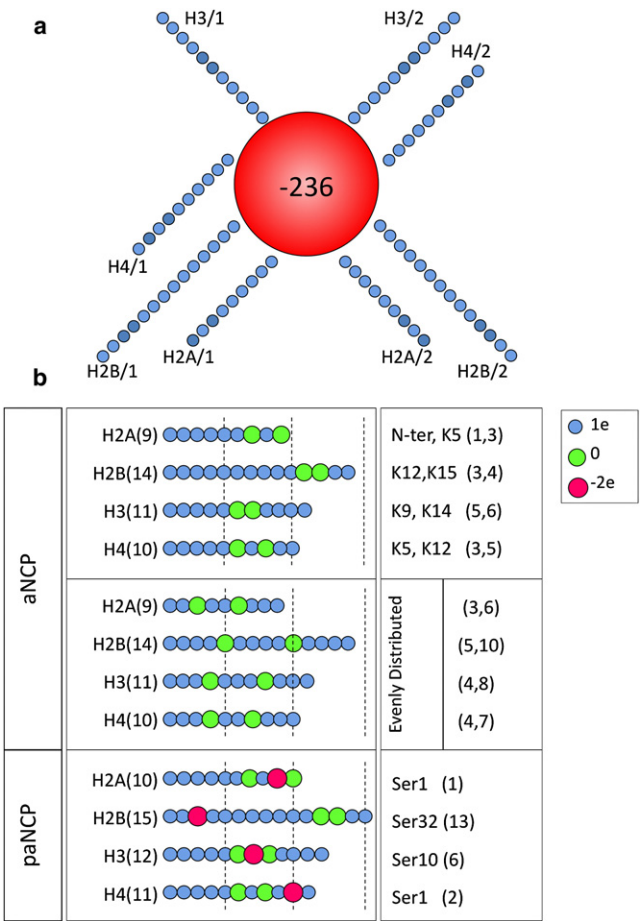 a
H3/1
H3/2
H4/2
-236
H4/1
H2B/1
H2A/1
H2A/2
H2B/2
b
aNCP
H2A(9)
N-ter, K5 (1,3)
H2B(14)
K12,K15 (3,4)
H3(11)
K9, K14 (5,6)
H4(10)
K5, K12 (3,5)
1e
0
-2e
H2A(9)
H2B(14)
H3(11)
H4(10)
Evenly Distributed
(3,6)
(5,10)
(4,8)
(4,7)
paNCP
H2A(10)
Ser1 (1)
H2B(15)
Ser32 (13)
H3(12)
Ser10 (6)
H4(11)
Ser1 (2)